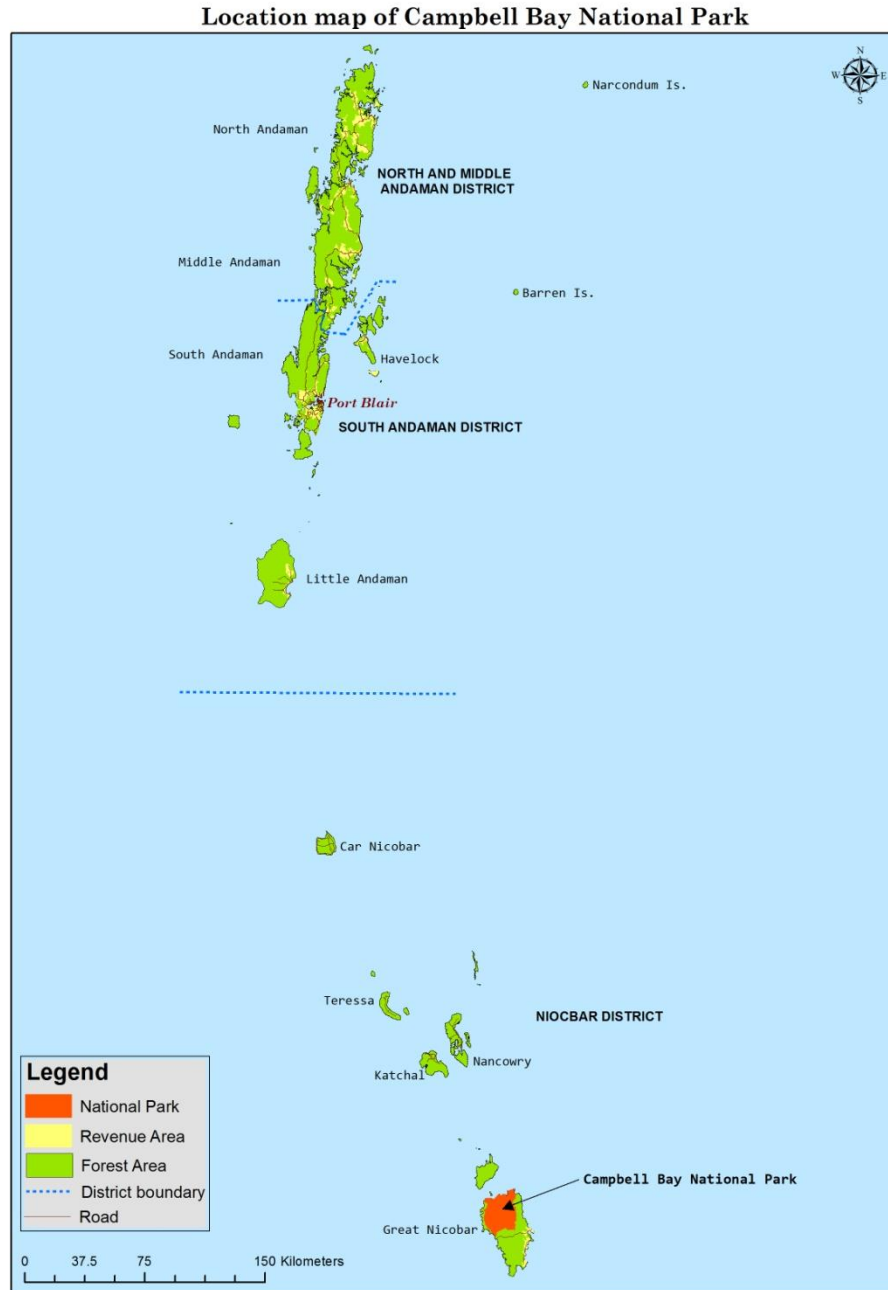 Location map of Campbell Bay National Park
N
W E
S
Narcondum Is.
North Andaman
NORTH AND MIDDLE
ANDAMAN DISTRICT
Middle Andaman
Barren Is.
South Andaman
Havelock
Port Blair
SOUTH ANDAMAN DISTRICT
Little Andaman
Car Nicobar
Teressa
NIOCBAR DISTRICT
Nancowry
Katchal
Campbell Bay National Park
Great Nicobar
Legend
National Park
Revenue Area
Forest Area
District boundary
Road
0 37.5 75 150 Kilometers